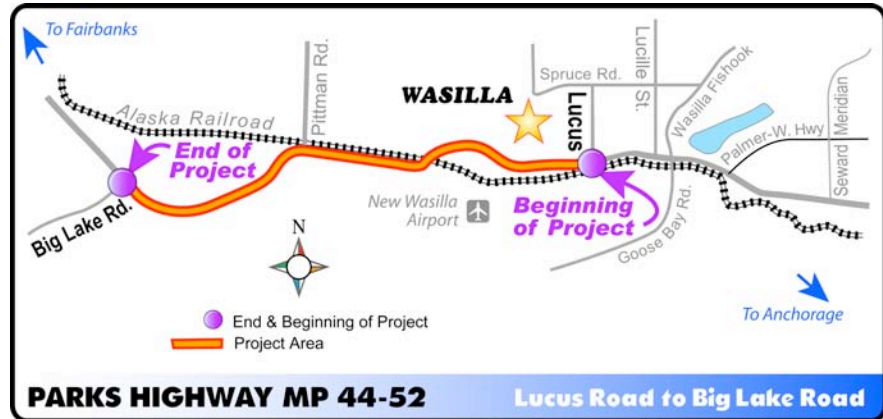 To Fairbanks
Alaska Railroad
Pittman Rd.
WASILLA
Spruce Rd.
Lucus
Lucille St.
Wasilla Fishook
Palmer-W. Hwy
Seward Meridian
End of
Project
Big Lake Rd.
New Wasilla
Airport
Beginning
of Project
Goose Bay Rd.
N
To Anchorage
End & Beginning of Project
Project Area
PARKS HIGHWAY MP 44-52
Lucus Road to Big Lake Road